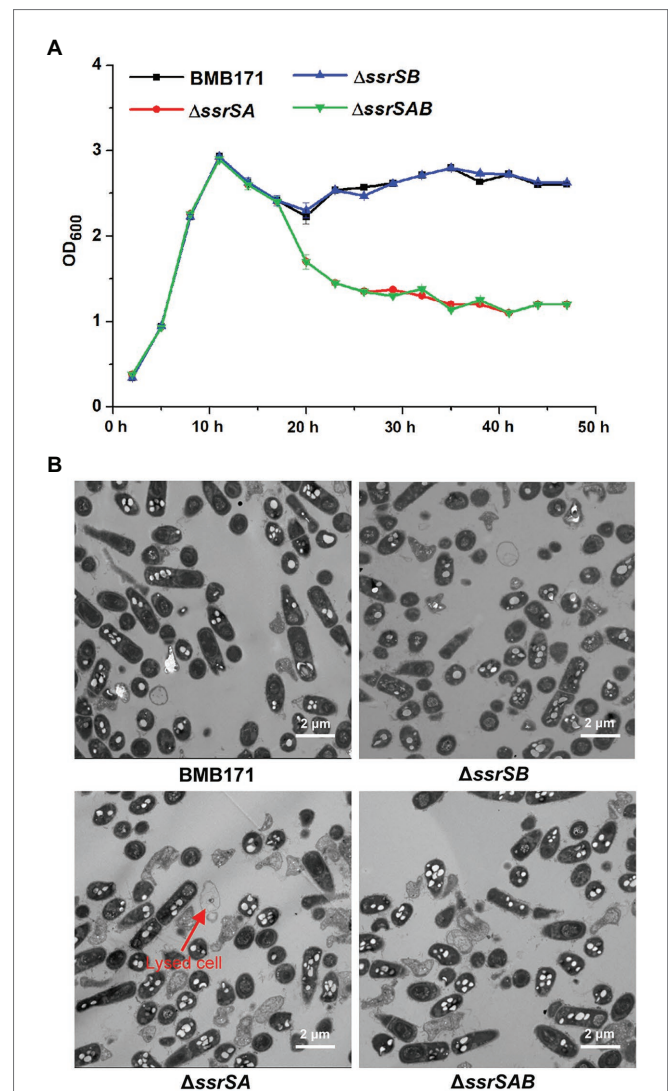 A
BMB171
ΔssrSB
ΔssrSA
ΔssrSAB
4
3
2
1
0
OD600
0 h
10 h
20 h
30 h
40 h
50 h
B
2 μm
2 μm
BMB171
ΔssrSB
Lysed cell
2 μm
2 μm
ΔssrSA
ΔssrSAB